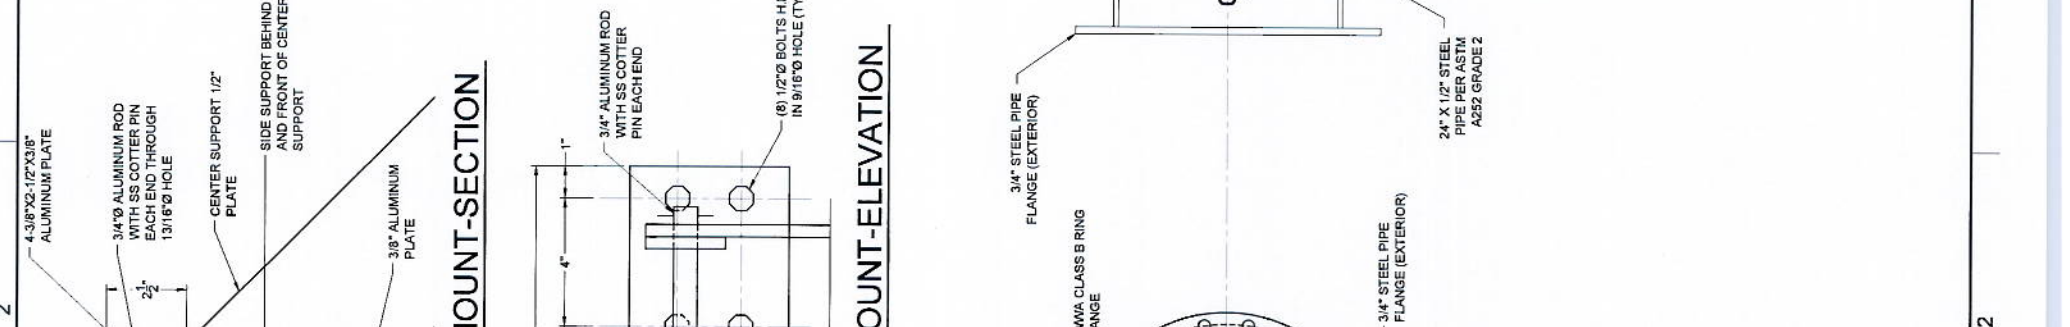 4-3/8"X2-1/2"X3/8"
ALUMINUM PLATE
3/4"Ø ALUMINUM ROD
WITH SS COTTER PIN
EACH END THROUGH
13/16"Ø HOLE
CENTER SUPPORT 1/2"
PLATE
SIDE SUPPORT BEHIND
AND FRONT OF CENTER
SUPPORT
3/8" ALUMINUM
PLATE
2 1/2"
OUNT-SECTION
3/4" ALUMINUM ROD
WITH SS COTTER
PIN EACH END
(8) 1/2"Ø BOLTS
IN 9/16"Ø HOLE
1"
4"
OUNT-ELEVATION
3/4" STEEL PIPE
FLANGE (EXTERIOR)
24" X 1/2" STEEL
PIPE PER ASTM
A252 GRADE 2
CLASS B RING
3/4" STEEL PIPE
FLANGE (EXTERIOR)
2
2